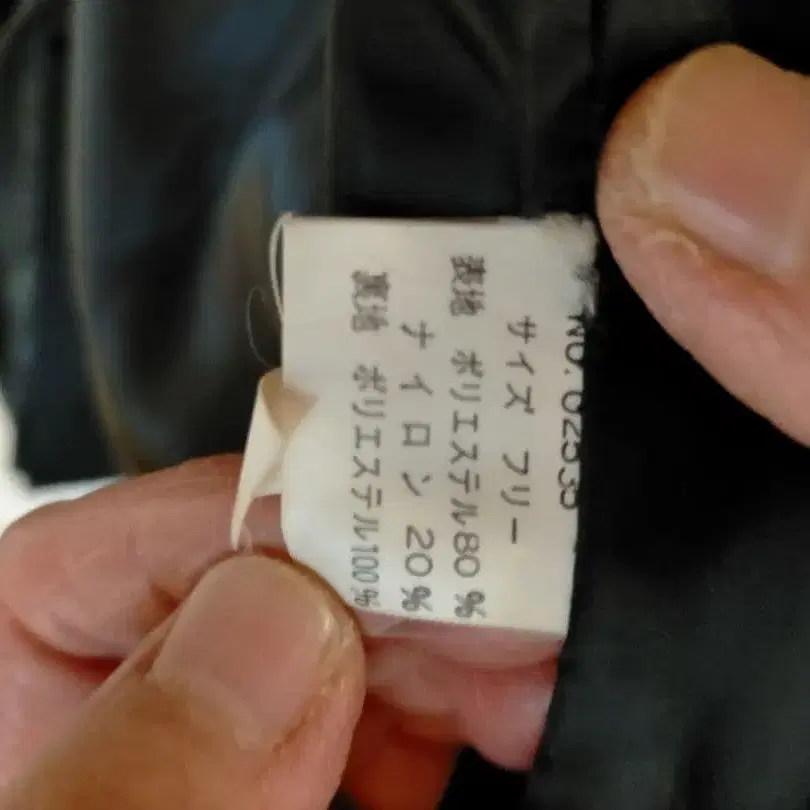 サイズ フリー
表地 ポリエステル80%
ナイロン 20%
裏地 ポリエステル100%